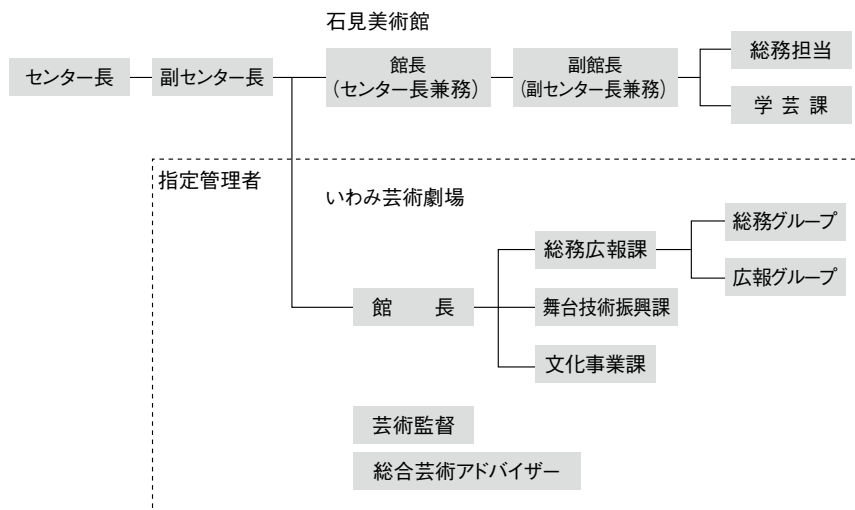 石見美術館
センター長
副センター長
館長
（センター長兼務）
副館長
（副センター長兼務）
総務担当
学芸課
指定管理者
いわみ芸術劇場
館　長
総務広報課
総務グループ
広報グループ
舞台技術振興課
文化事業課
芸術監督
総合芸術アドバイザー